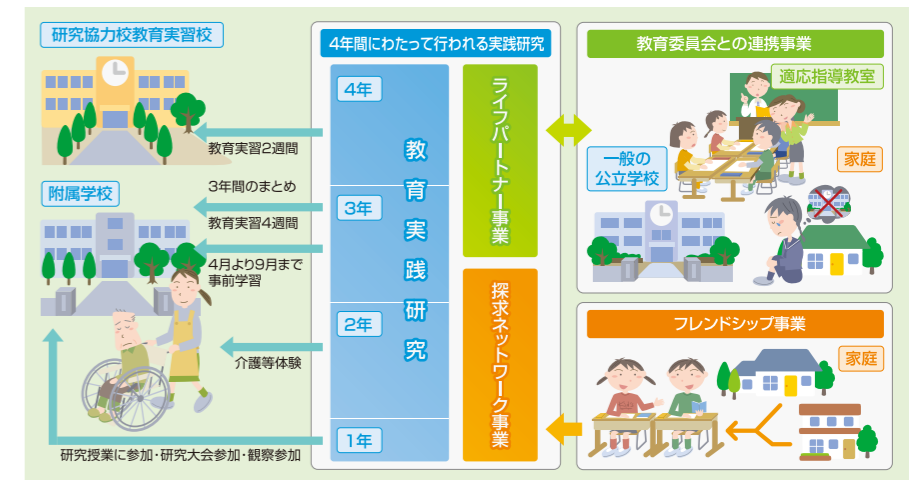 研究協力校教育実習校
教育実習2週間
附属学校
3年間のまとめ
教育実習4週間
4月より9月まで
事前学習
介護等体験
研究授業に参加・研究大会参加・観察参加
4年間にわたって行われる実践研究
4年
3年
2年
1年
教育実践研究
ライフパートナー事業
探求ネットワーク事業
教育委員会との連携事業
適応指導教室
一般の
公立学校
家庭
フレンドシップ事業
家庭